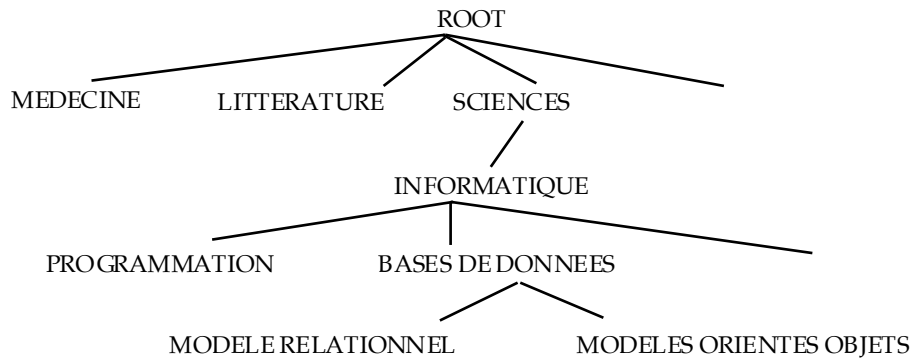 ROOT
MEDECINE LITTERATURE SCIENCES
INFORMATIQUE
PROGRAMMATION BASES DE DONNEES
MODELE RELATIONNEL MODELES ORIENTES OBJETS